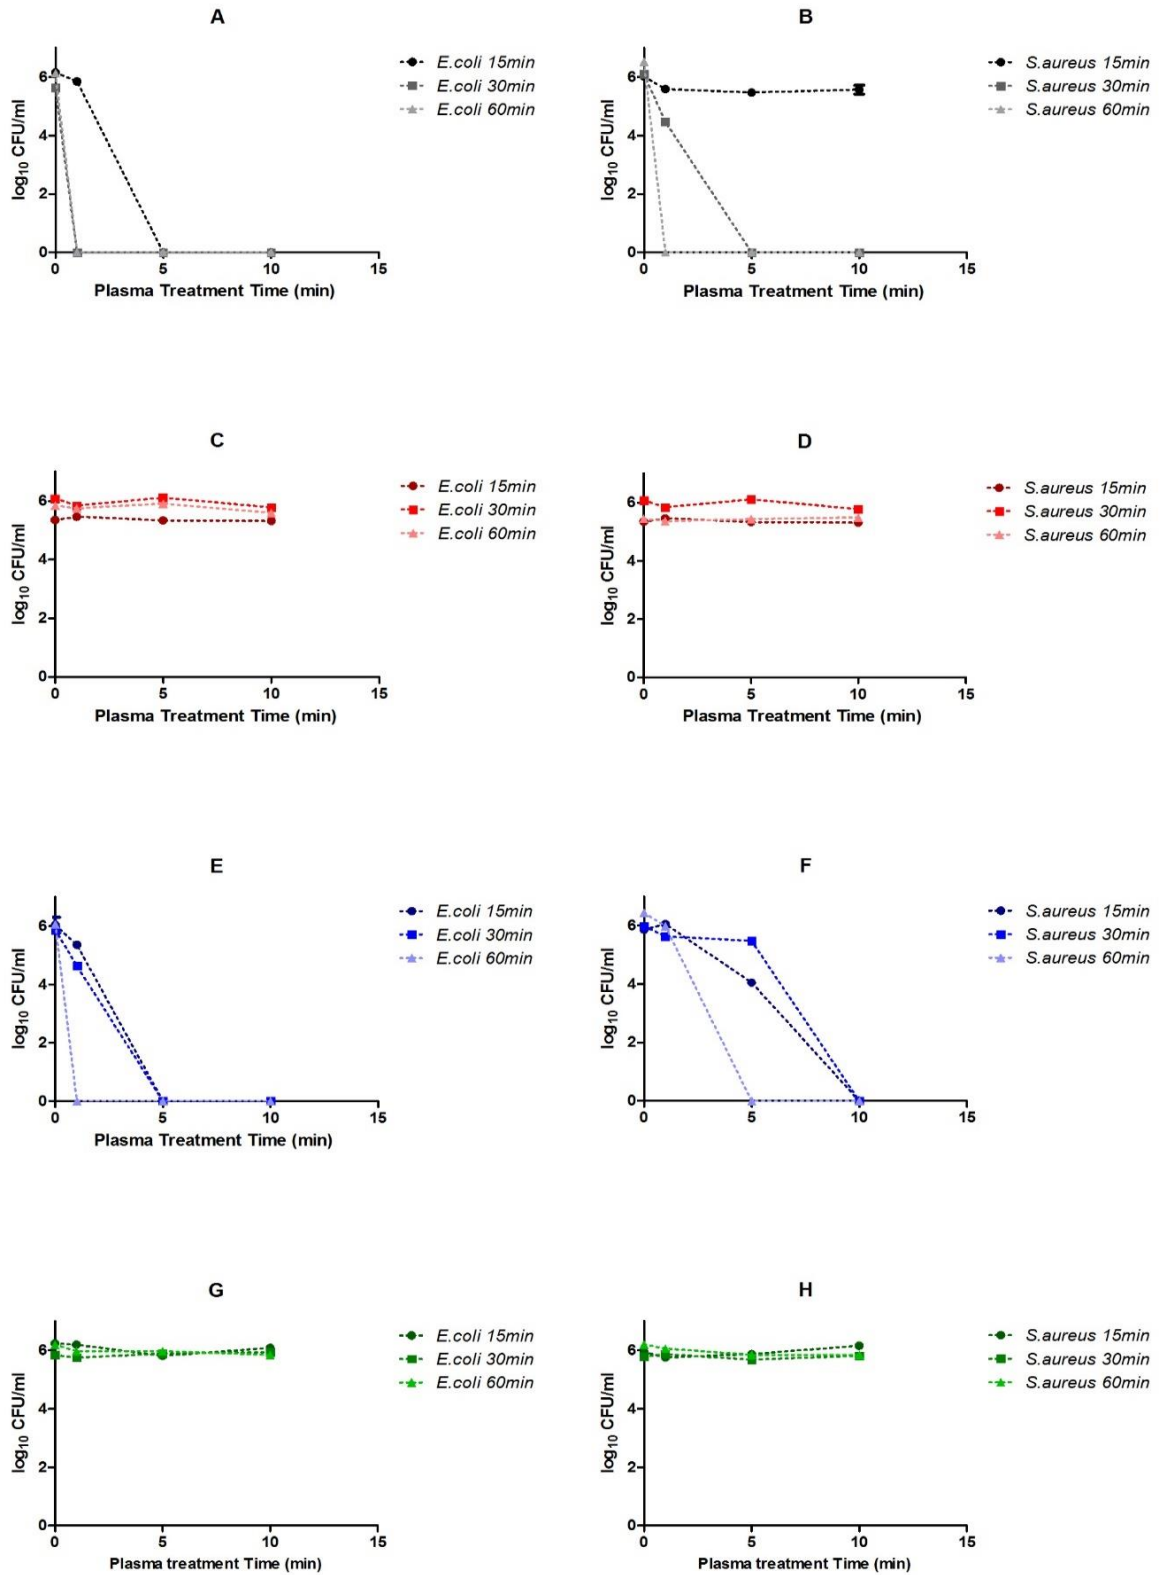 A
E.coli 15min
E.coli 30min
E.coli 60min
log10 CFU/ml
6
4
2
0
0 5 10 15
Plasma Treatment Time (min)
B
S.aureus 15min
S.aureus 30min
S.aureus 60min
log10 CFU/ml
6
4
2
0
0 5 10 15
Plasma Treatment Time (min)
C
E.coli 15min
E.coli 30min
E.coli 60min
log10 CFU/ml
6
4
2
0
0 5 10 15
Plasma Treatment Time (min)
D
S.aureus 15min
S.aureus 30min
S.aureus 60min
log10 CFU/ml
6
4
2
0
0 5 10 15
Plasma Treatment Time (min)
E
E.coli 15min
E.coli 30min
E.coli 60min
log10 CFU/ml
6
4
2
0
0 5 10 15
Plasma Treatment Time (min)
F
S.aureus 15min
S.aureus 30min
S.aureus 60min
log10 CFU/ml
6
4
2
0
0 5 10 15
Plasma Treatment Time (min)
G
E.coli 15min
E.coli 30min
E.coli 60min
log10 CFU/ml
6
4
2
0
0 5 10 15
Plasma treatment Time (min)
H
S.aureus 15min
S.aureus 30min
S.aureus 60min
log10 CFU/ml
6
4
2
0
0 5 10 15
Plasma treatment Time (min)